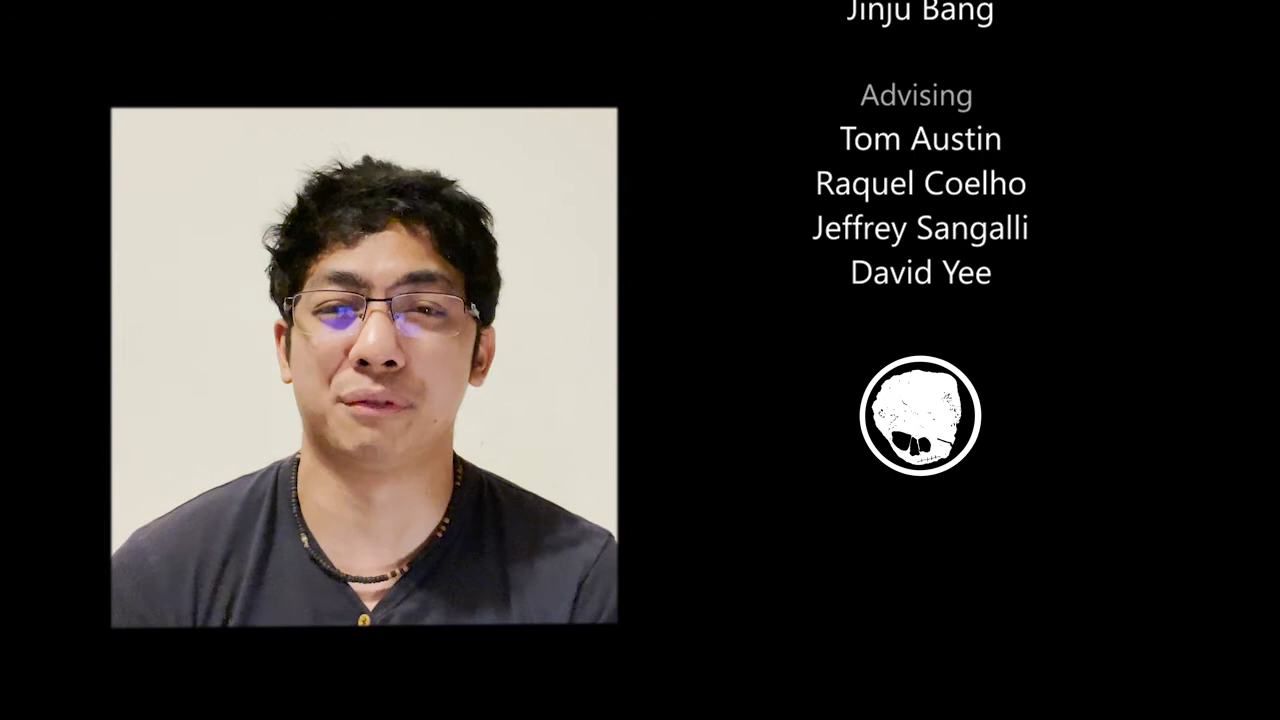 Jinju Bang
Advising
Tom Austin
Raquel Coelho
Jeffrey Sangalli
David Yee